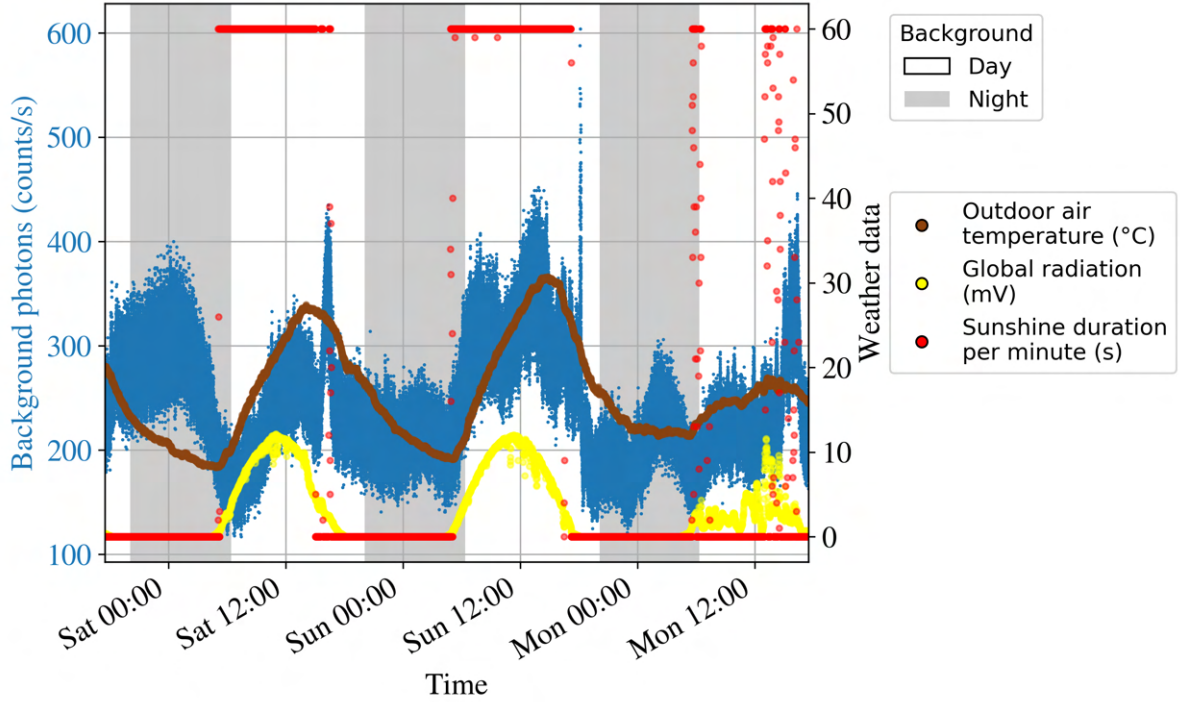 Background photons (counts/s)
600
500
400
300
200
100
60
50
40
30
20
10
0
Weather data
Sat 00:00
Sat 12:00
Sun 00:00
Sun 12:00
Mon 00:00
Mon 12:00
Time
Background
Day
Night
Outdoor air
temperature (°C)
Global radiation
(mV)
Sunshine duration
per minute (s)